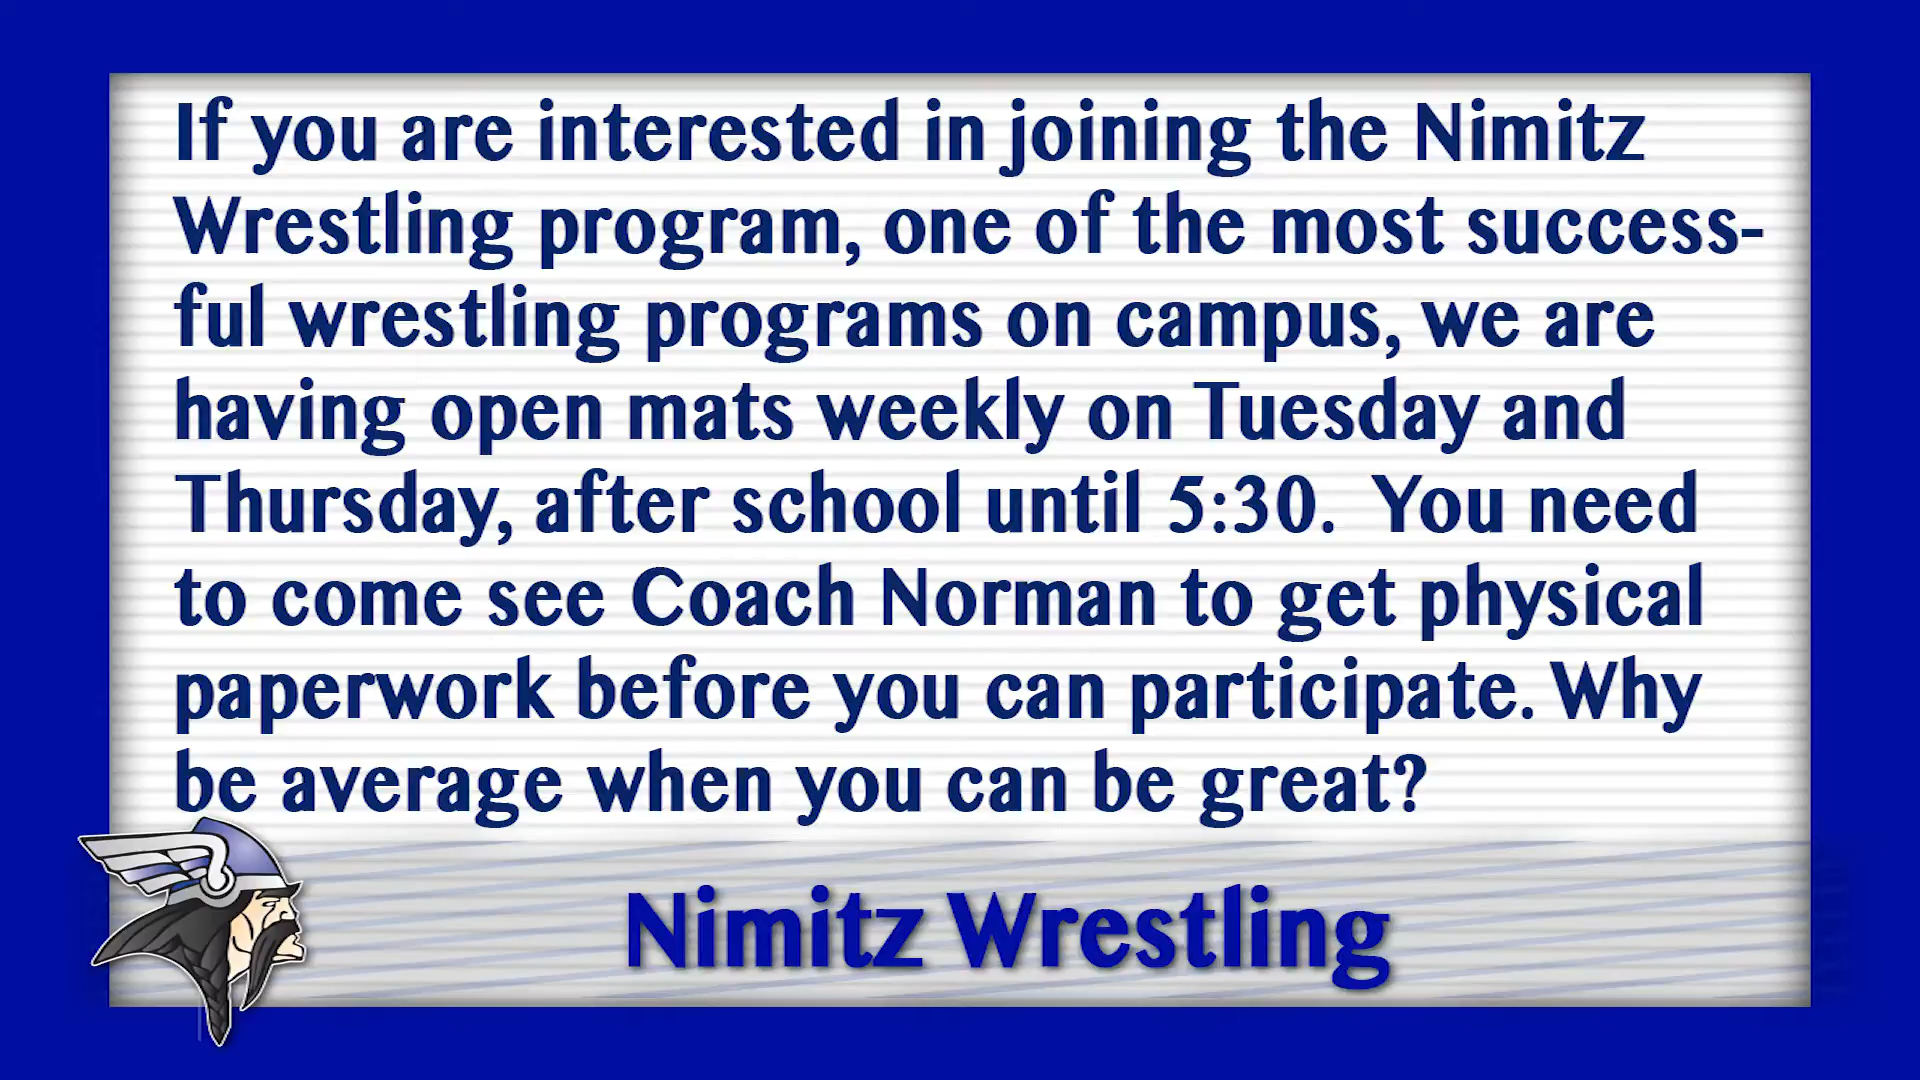 If you are interested in joining the Nimitz
Wrestling program, one of the most success-
ful wrestling programs on campus, we are
having open mats weekly on Tuesday and
Thursday, after school until 5:30.  You need
to come see Coach Norman to get physical
paperwork before you can participate. Why
be average when you can be great?
Nimitz Wrestling